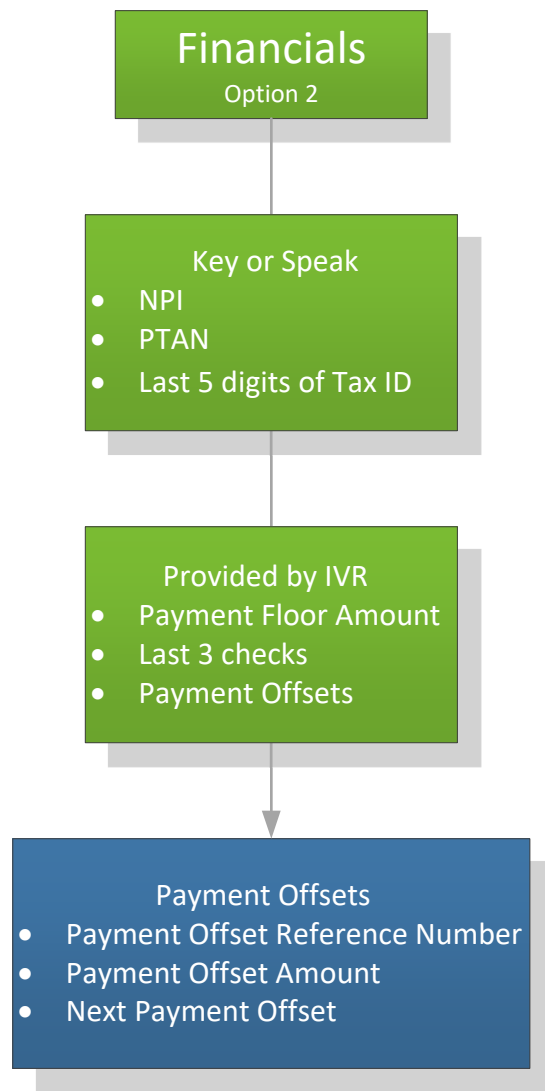 Financials
Option 2
Key or Speak
• NPI
• PTAN
• Last 5 digits of Tax ID
Provided by IVR
• Payment Floor Amount
• Last 3 checks
• Payment Offsets
Payment Offsets
• Payment Offset Reference Number
• Payment Offset Amount
• Next Payment Offset